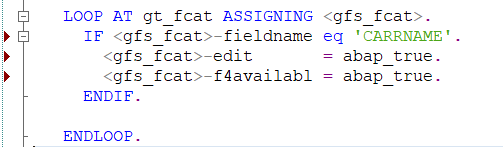 LOOP AT gt_fcat ASSIGNING <gfs_fcat>.
IF <gfs_fcat>-fieldname eq 'CARRNAME'.
<gfs_fcat>-edit = abap_true.
<gfs_fcat>-f4availabl = abap_true.
ENDIF.
ENDLOOP.